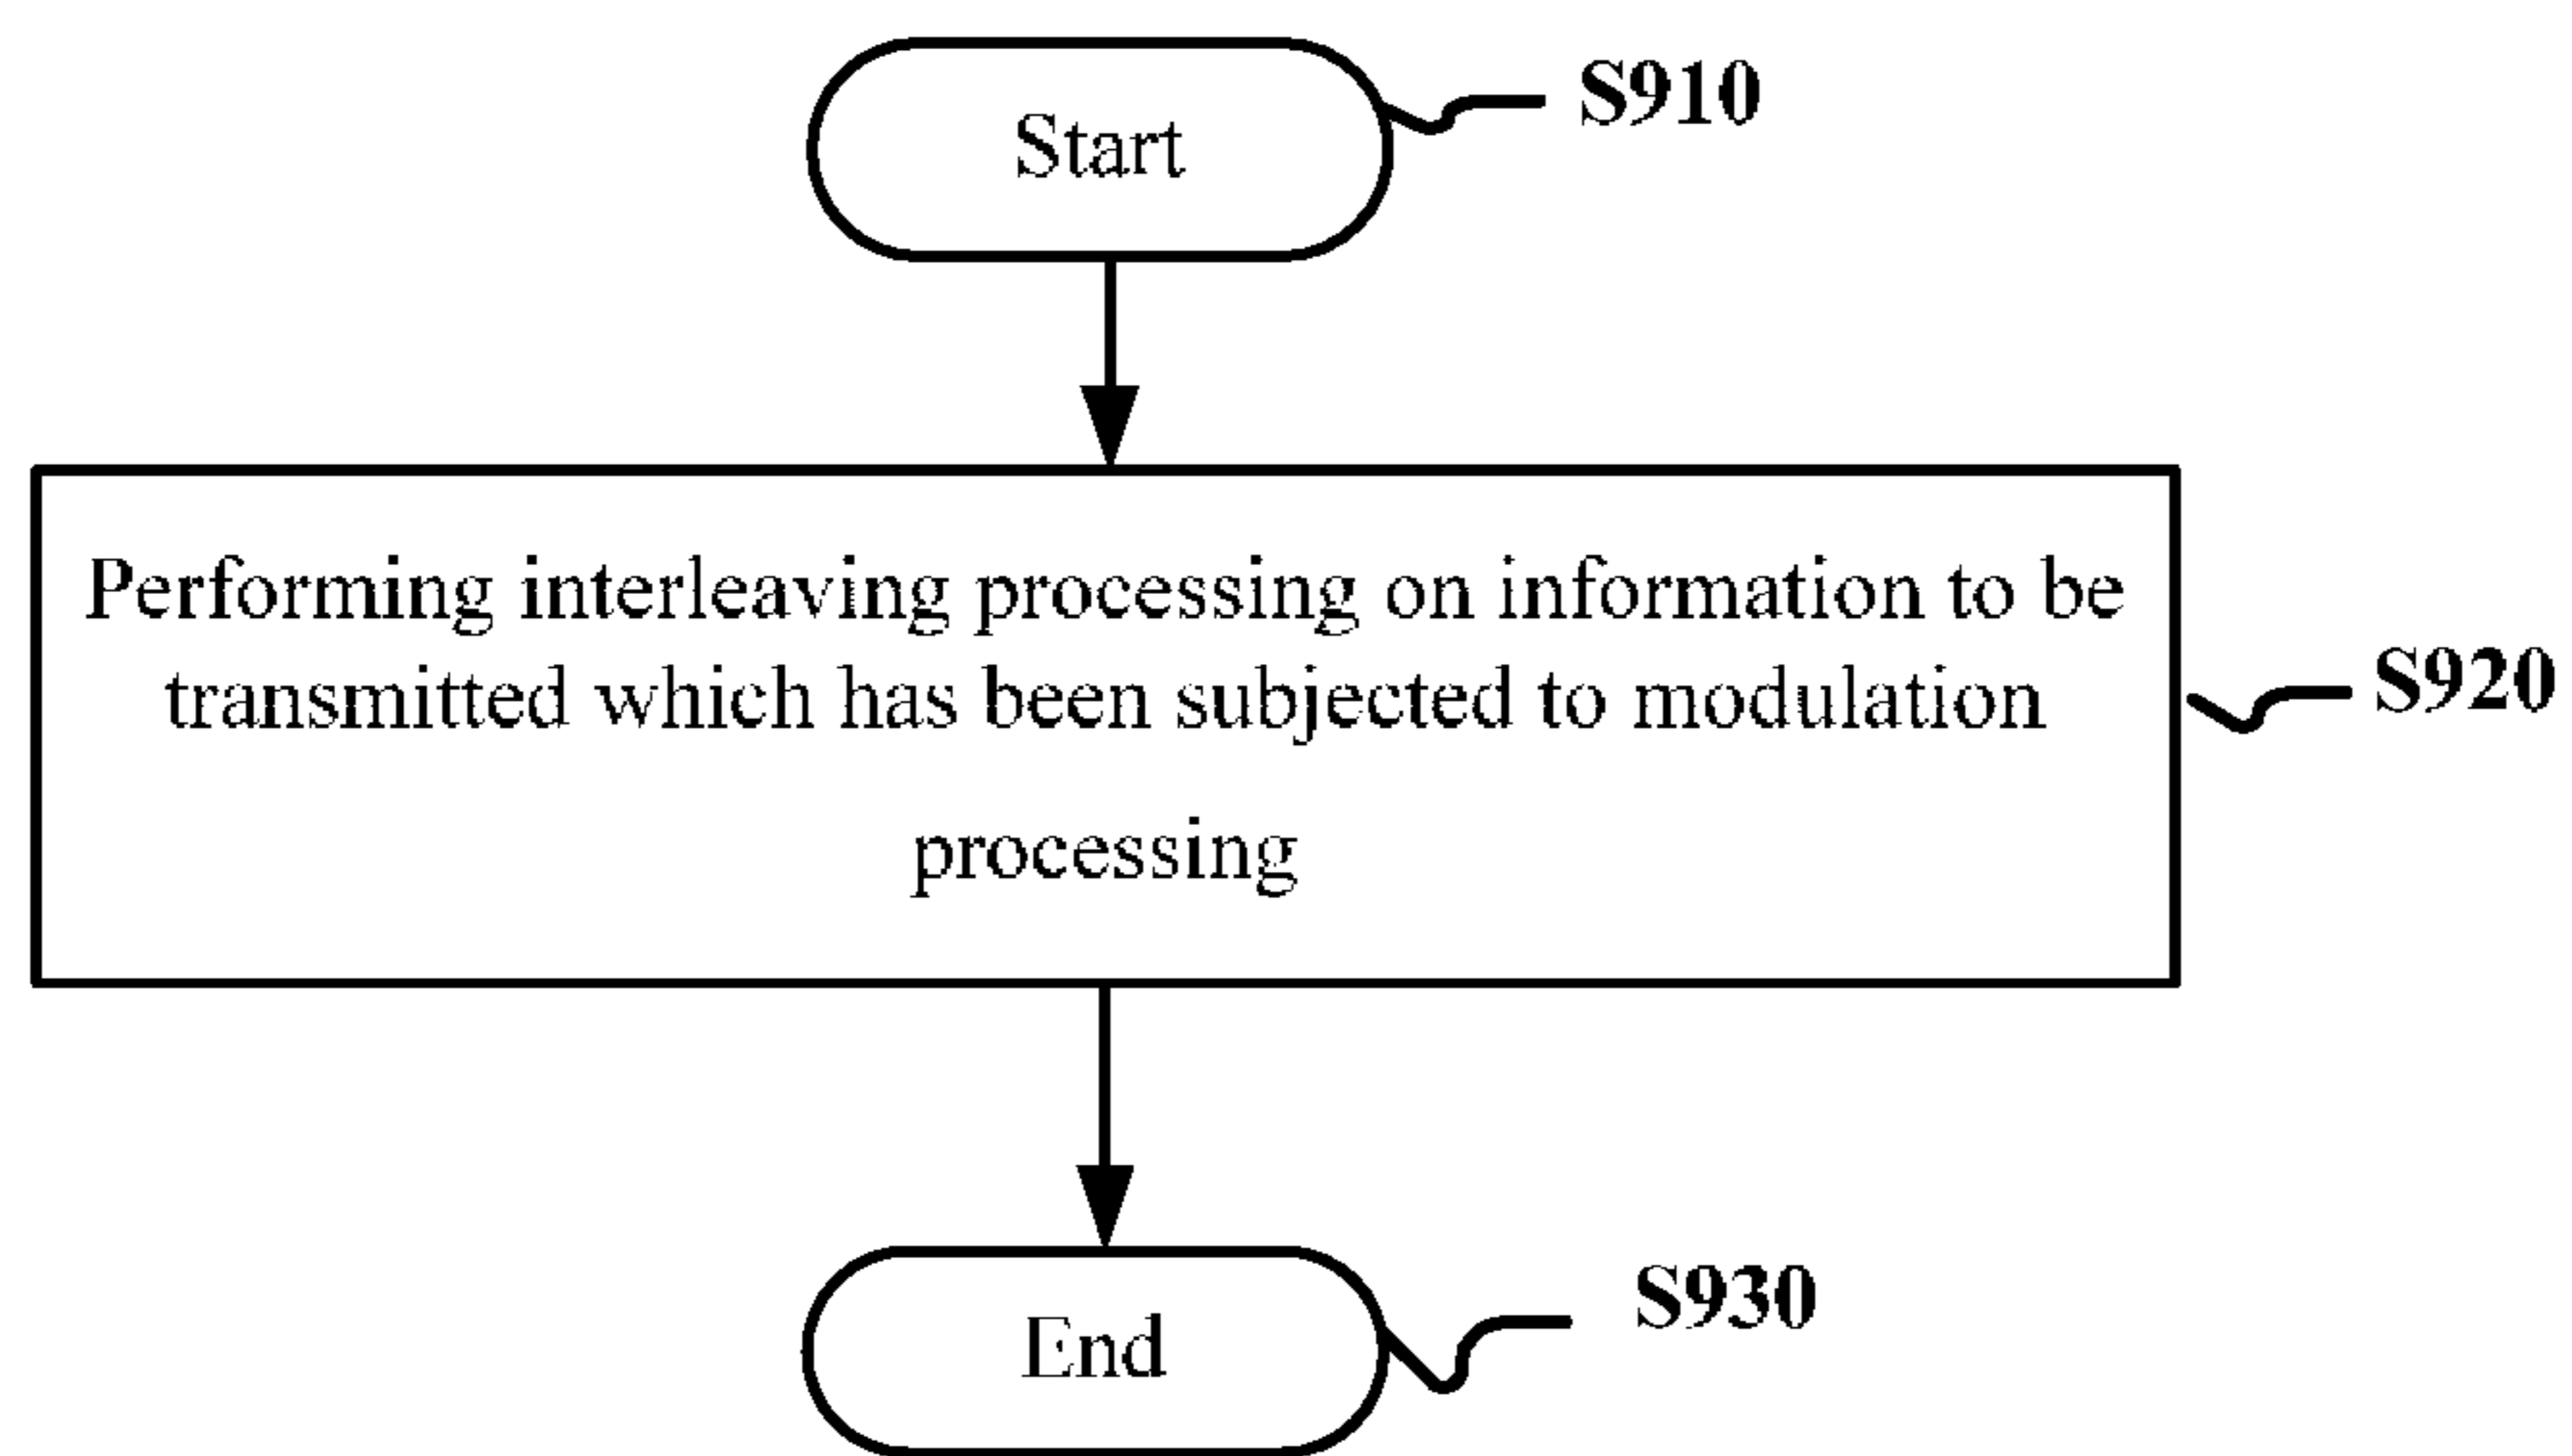 Start
S910
Performing interleaving processing on information to be
transmitted which has been subjected to modulation
processing
S920
End
S930